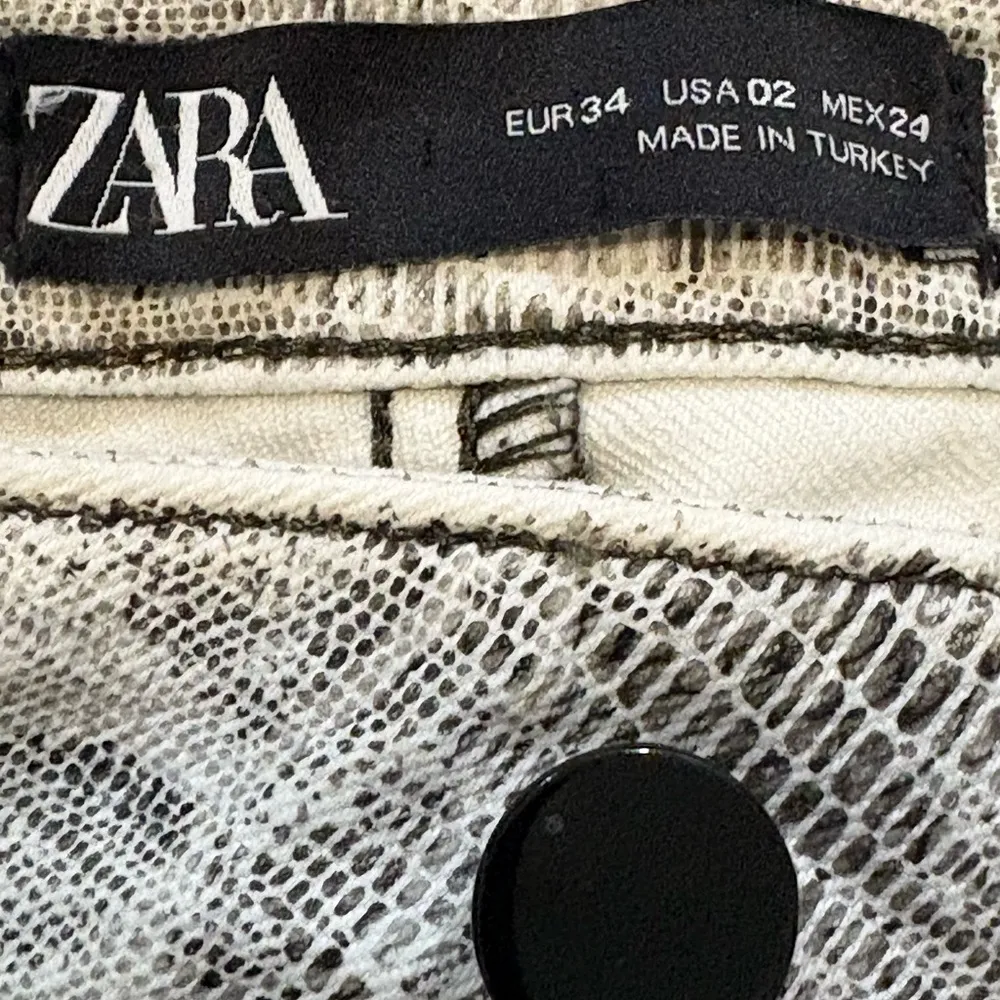 ZARA
EUR 34 USA 02 MEX 24
MADE IN TURKEY